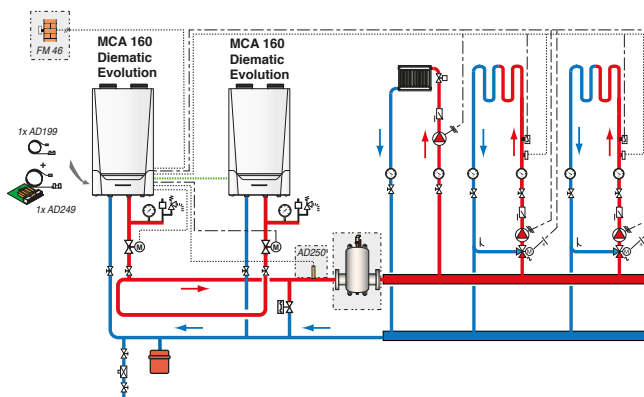 FM 46
MCA 160
Diematic
Evolution
MCA 160
Diematic
Evolution
1x AD199
+
1x AD249
M
M
AD250
M
M